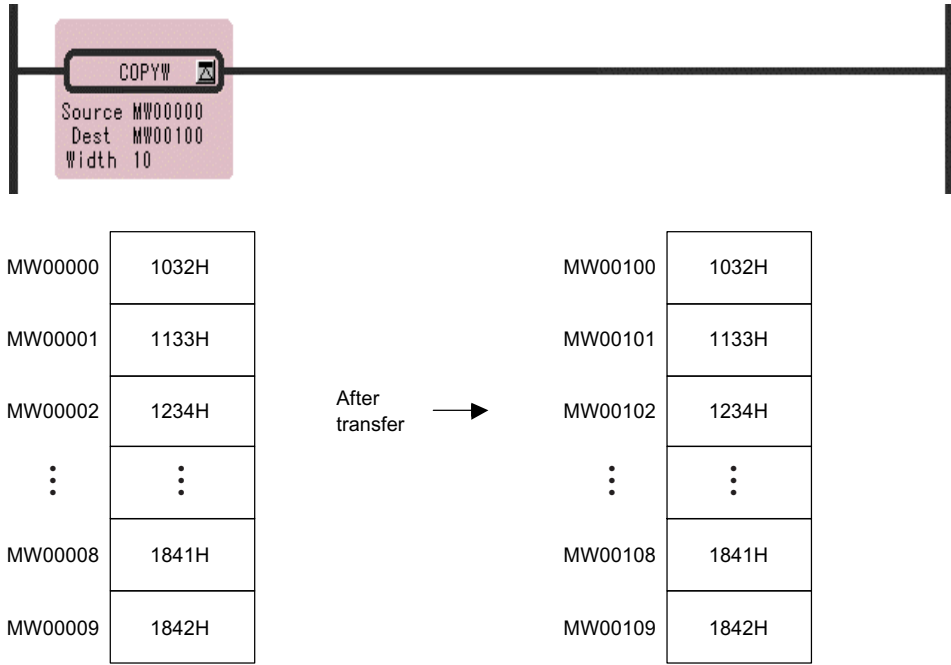 COPYW
Source MW00000
Dest MW00100
Width 10
MW00000 1032H MW00100 1032H
MW00001 1133H MW00101 1133H
MW00002 1234H After transfer MW00102 1234H
⋮ ⋮ ⋮ ⋮
MW00008 1841H MW00108 1841H
MW00009 1842H MW00109 1842H